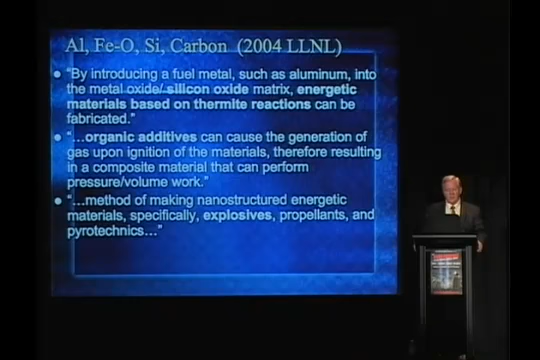 Al, Fe-O, Si, Carbon (2004 LLNL)
• "By introducing a fuel metal, such as aluminum, into
the metal oxide/ silicon oxide matrix, energetic
materials based on thermite reactions can be
fabricated."
• "...organic additives can cause the generation of
gas upon ignition of the materials, therefore resulting
in a composite material that can perform
pressure/volume work."
• "...method of making nanostructured energetic
materials, specifically, explosives, propellants, and
pyrotechnics..."